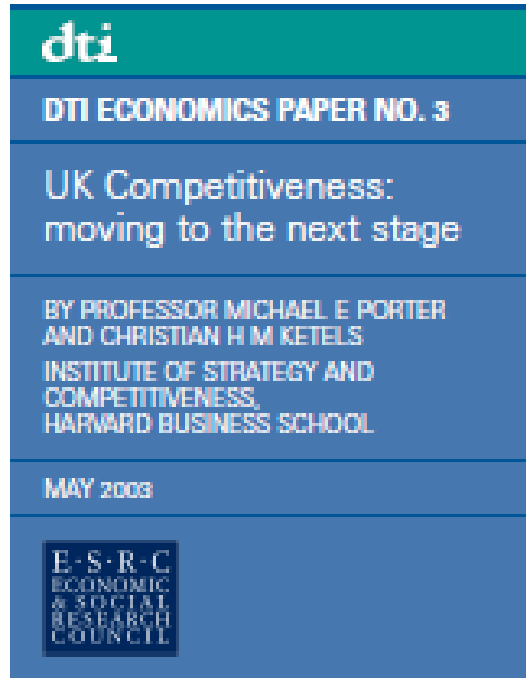 dti
DTI ECONOMICS PAPER NO. 3
UK Competitiveness:
moving to the next stage
BY PROFESSOR MICHAEL E PORTER
AND CHRISTIAN H M KETELS
INSTITUTE OF STRATEGY AND
COMPETITIVENESS,
HARVARD BUSINESS SCHOOL
MAY 2003
E·S·R·C
ECONOMIC
& SOCIAL
RESEARCH
COUNCIL